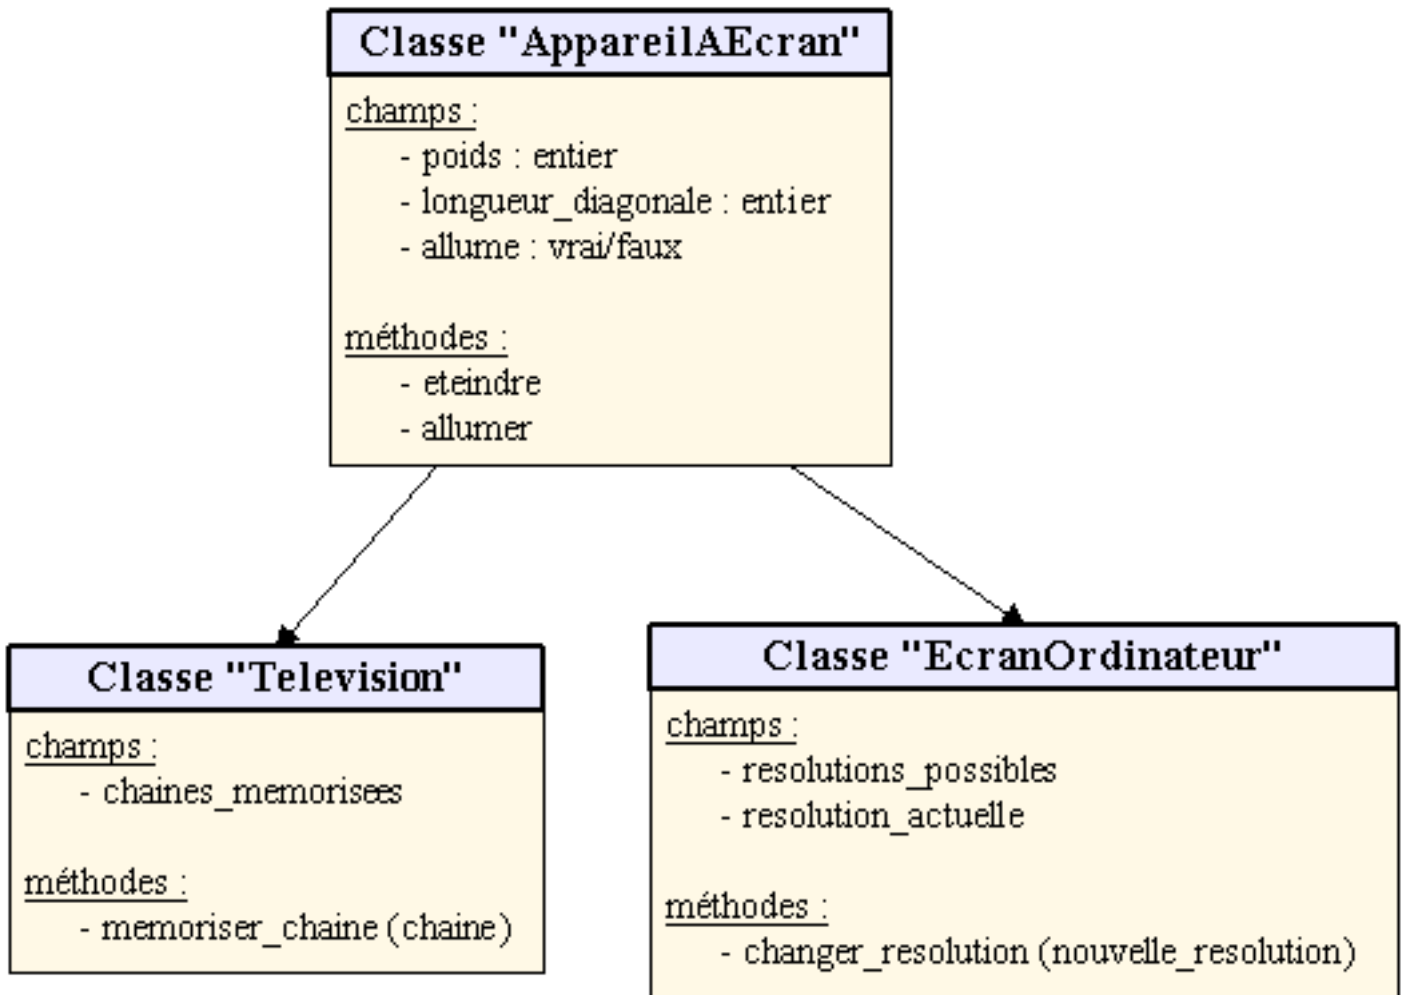 Classe "AppareilAEcran"
champs :
- poids : entier
- longueur_diagonale : entier
- allume : vrai/faux
méthodes :
- eteindre
- allumer
Classe "Television"
champs :
- chaines_memorisees
méthodes :
- memoriser_chaine (chaine)
Classe "EcranOrdinateur"
champs :
- resolutions_possibles
- resolution_actuelle
méthodes :
- changer_resolution (nouvelle_resolution)